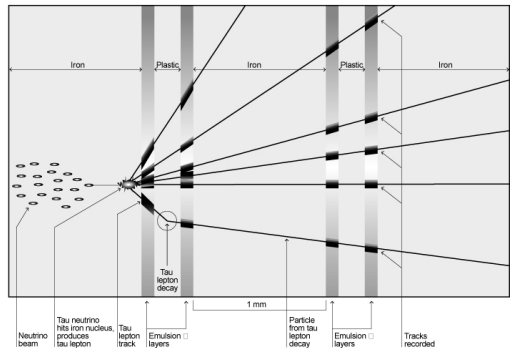 Iron
Plastic
Iron
Plastic
Iron
Tau
lepton
decay
1 mm
Neutrino
beam
Tau neutrino
hits iron nucleus,
produces
tau lepton
Tau
lepton
track
Emulsion □
layers
Particle
from tau
lepton
decay
Emulsion □
layers
Tracks
recorded